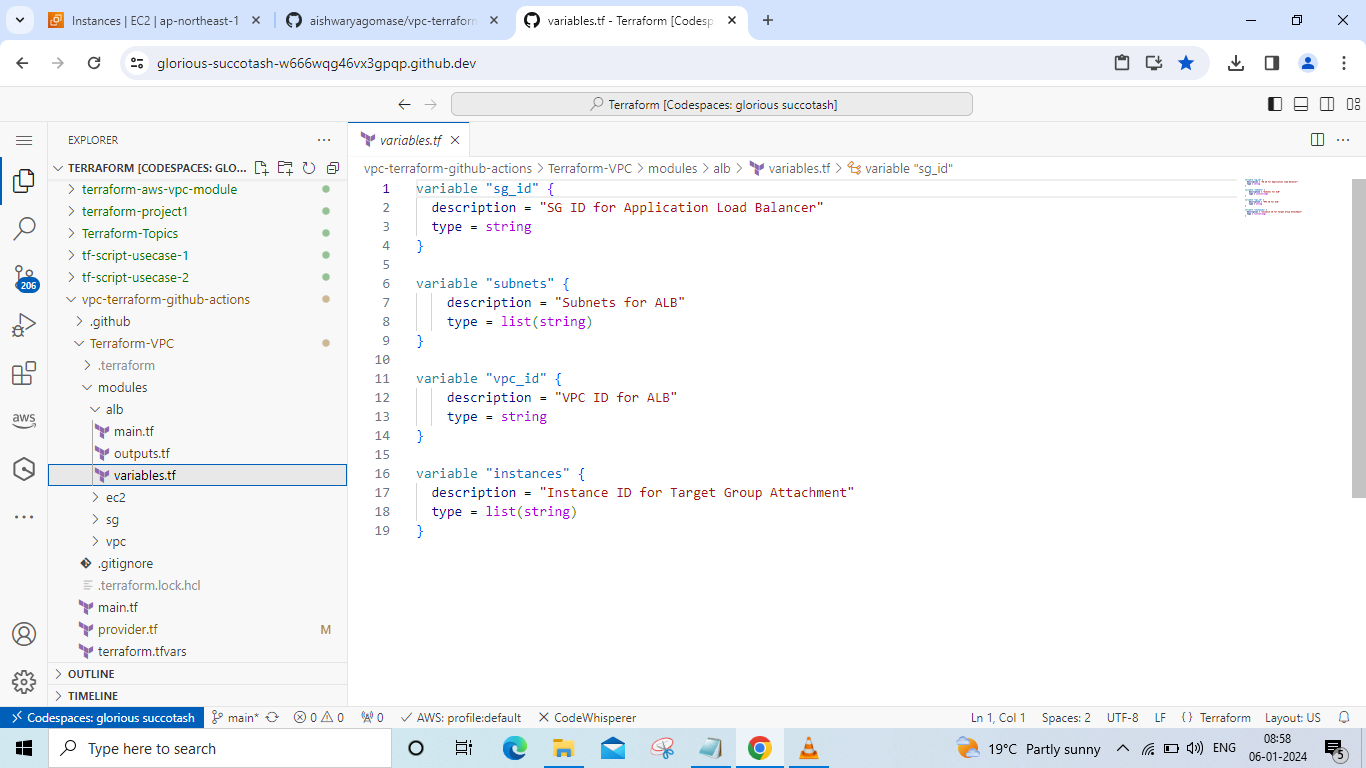 Instances | EC2 | ap-northeast-1
aishwaryagomase/vpc-terraform
variables.tf - Terraform [Codesp
glorious-succotash-w666wqg46vx3gpqp.github.dev
Terraform [Codespaces: glorious succotash]
EXPLORER
TERRAFORM [CODESPACES: GLO...
terraform-aws-vpc-module
terraform-project1
Terraform-Topics
tf-script-usecase-1
tf-script-usecase-2
vpc-terraform-github-actions
.github
Terraform-VPC
.terraform
modules
alb
main.tf
outputs.tf
variables.tf
ec2
sg
vpc
.gitignore
.terraform.lock.hcl
main.tf
provider.tf M
terraform.tfvars
OUTLINE
TIMELINE
206
aws
variables.tf
vpc-terraform-github-actions > Terraform-VPC > modules > alb > variables.tf > variable "sg_id"
1 variable "sg_id" {
2 description = "SG ID for Application Load Balancer"
3 type = string
4 }
5
6 variable "subnets" {
7 description = "Subnets for ALB"
8 type = list(string)
9 }
10
11 variable "vpc_id" {
12 description = "VPC ID for ALB"
13 type = string
14 }
15
16 variable "instances" {
17 description = "Instance ID for Target Group Attachment"
18 type = list(string)
19 }
Codespaces: glorious succotash main* 0 0 0 AWS: profile:default CodeWhisperer Ln 1, Col 1 Spaces: 2 UTF-8 LF {} Terraform Layout: US
Type here to search
19°C Partly sunny
ENG
08:58
06-01-2024
5